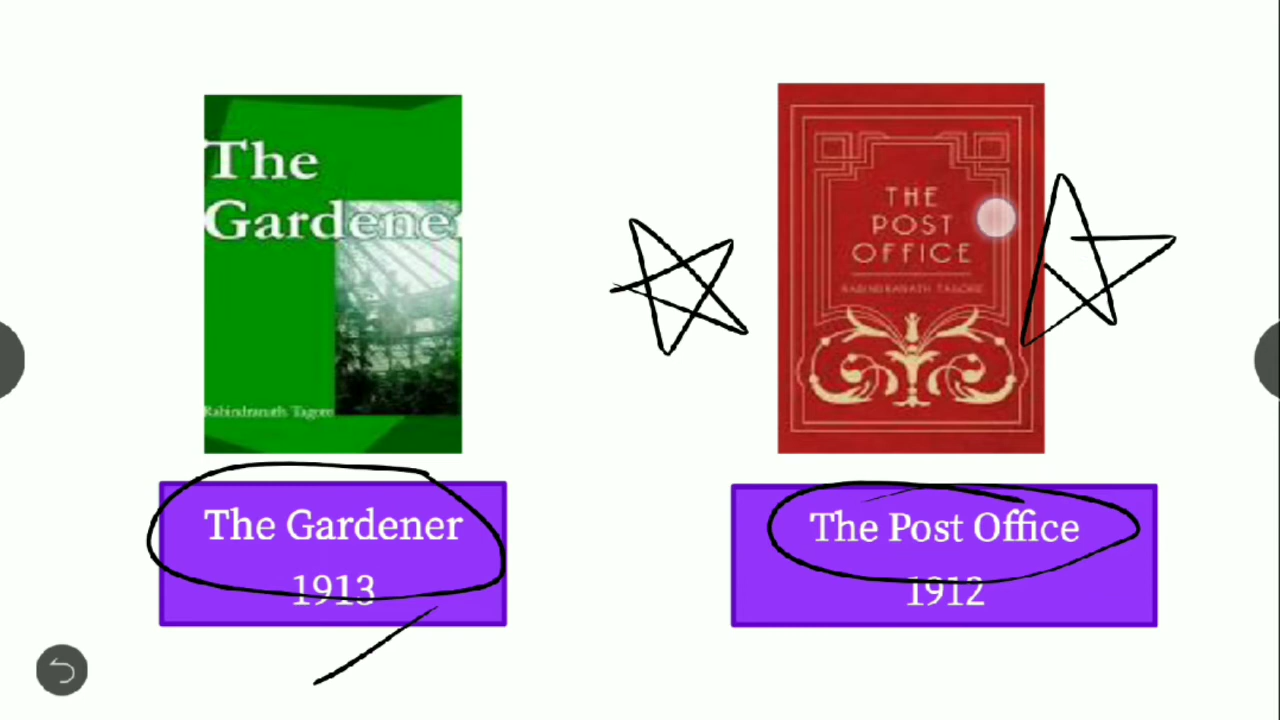 The
Gardener
Rabindranath Tagore
The Gardener
1913
THE
POST
OFFICE
RABINDRANATH TAGORE
The Post Office
1912